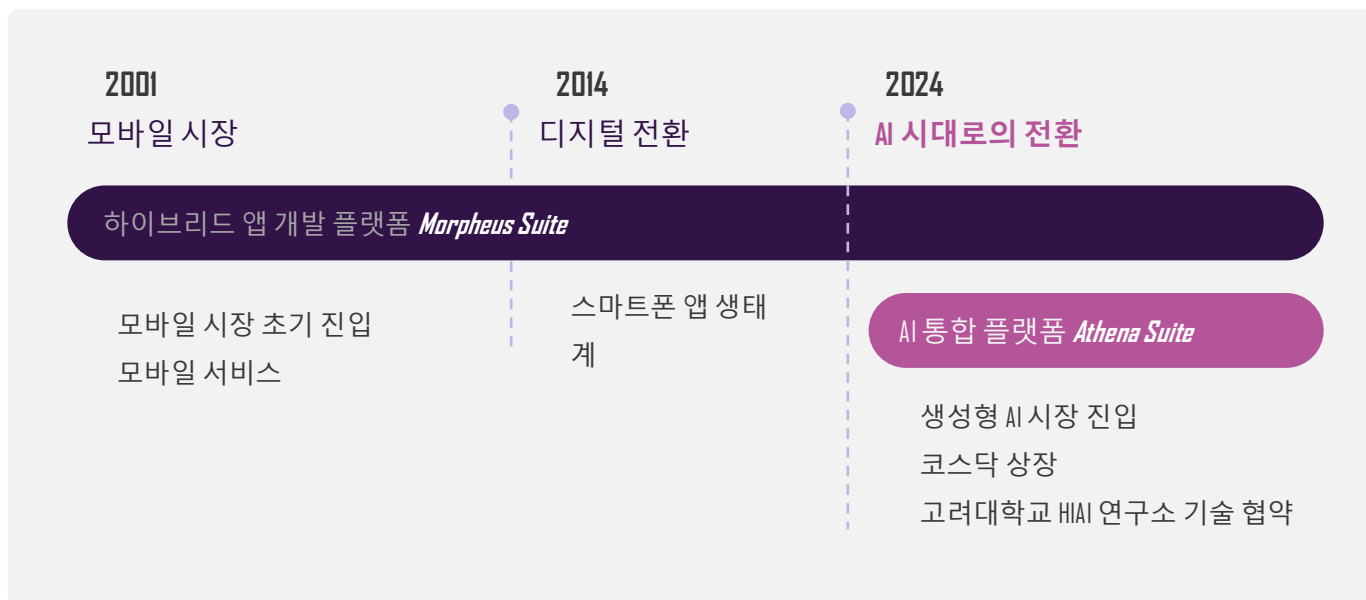 2001
모바일 시장
2014
디지털 전환
2024
AI 시대로의 전환
하이브리드 앱 개발 플랫폼 Morpheus Suite
모바일 시장 초기 진입
모바일 서비스
스마트폰 앱 생태
계
AI 통합 플랫폼 Athena Suite
생성형 AI 시장 진입
코스닥 상장
고려대학교 HIAI 연구소 기술 협약